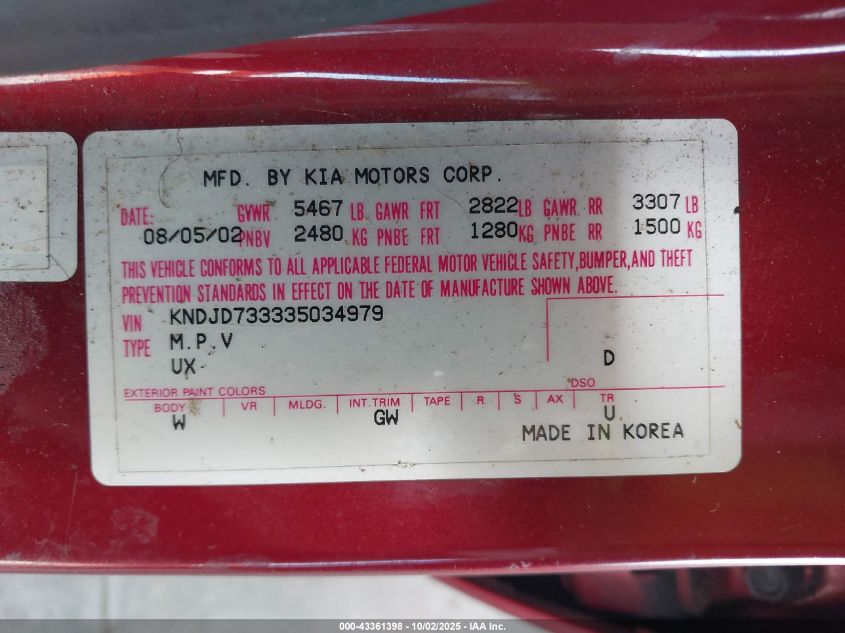 MFD. BY KIA MOTORS CORP.
DATE: GVWR 5467 LB GAWR FRT 2822 LB GAWR RR 3307 LB
08/05/02 PNBV 2480 KG PNBE FRT 1280 KG PNBE RR 1500 KG
THIS VEHICLE CONFORMS TO ALL APPLICABLE FEDERAL MOTOR VEHICLE SAFETY,BUMPER,AND THEFT
PREVENTION STANDARDS IN EFFECT ON THE DATE OF MANUFACTURE SHOWN ABOVE.
VIN KNDJD733335034979
TYPE M.P.V
UX D
EXTERIOR PAINT COLORS DSO
BODY VR MLDG. INT.TRIM TAPE R S AX TR
W GW U
MADE IN KOREA
000-43361398 - 10/02/2025 - IAA Inc.